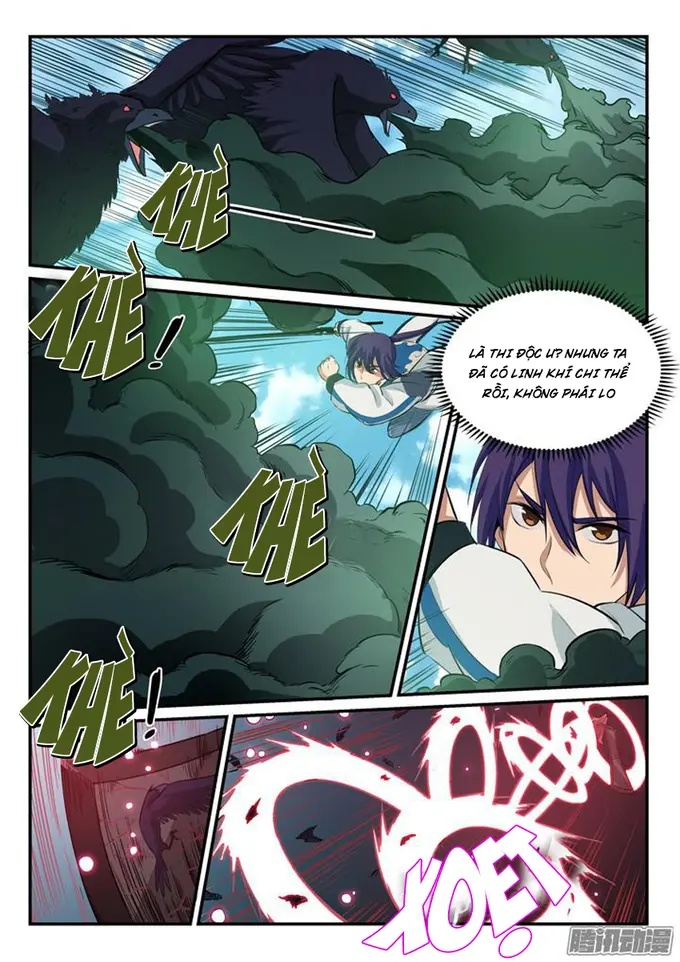 KHÈ
KHÈ!
LÀ THI ĐỘC Ư? NHƯNG TA
ĐÃ CÓ LINH KHÍ CHI THỂ
RỒI, KHÔNG PHẢI LO
KHÈ
KHÈ!
XOẸT
腾讯动漫